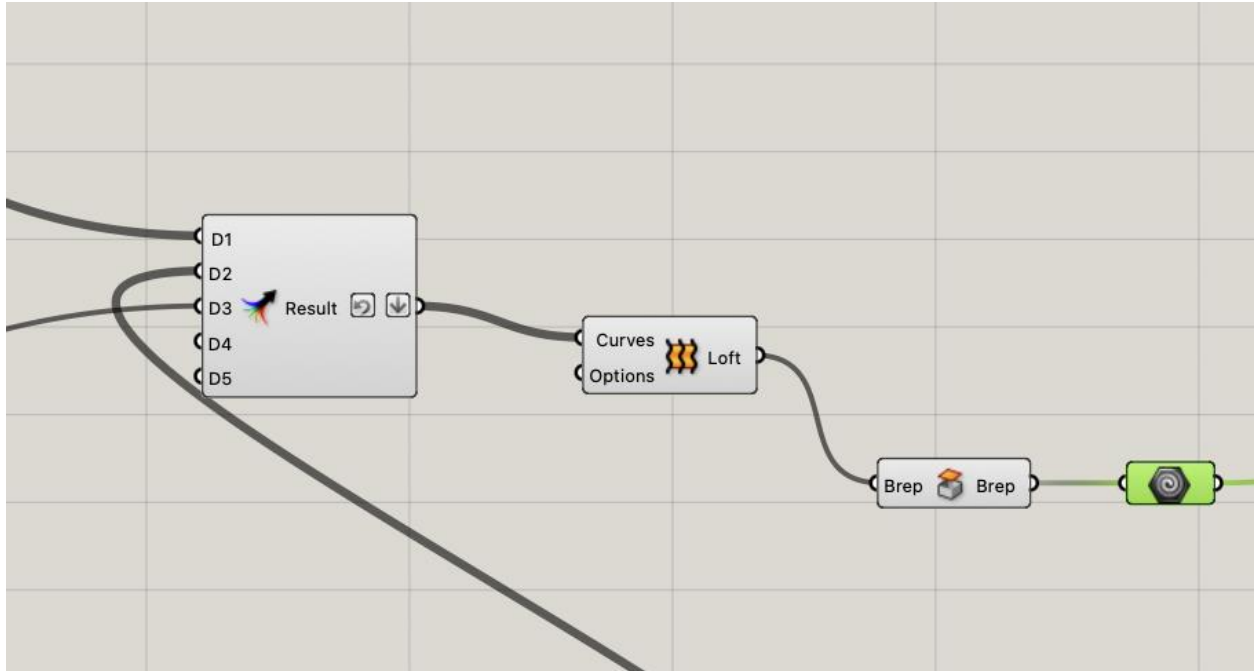 D1
D2
D3
D4
D5
Result
Curves
Options
Loft
Brep
Brep